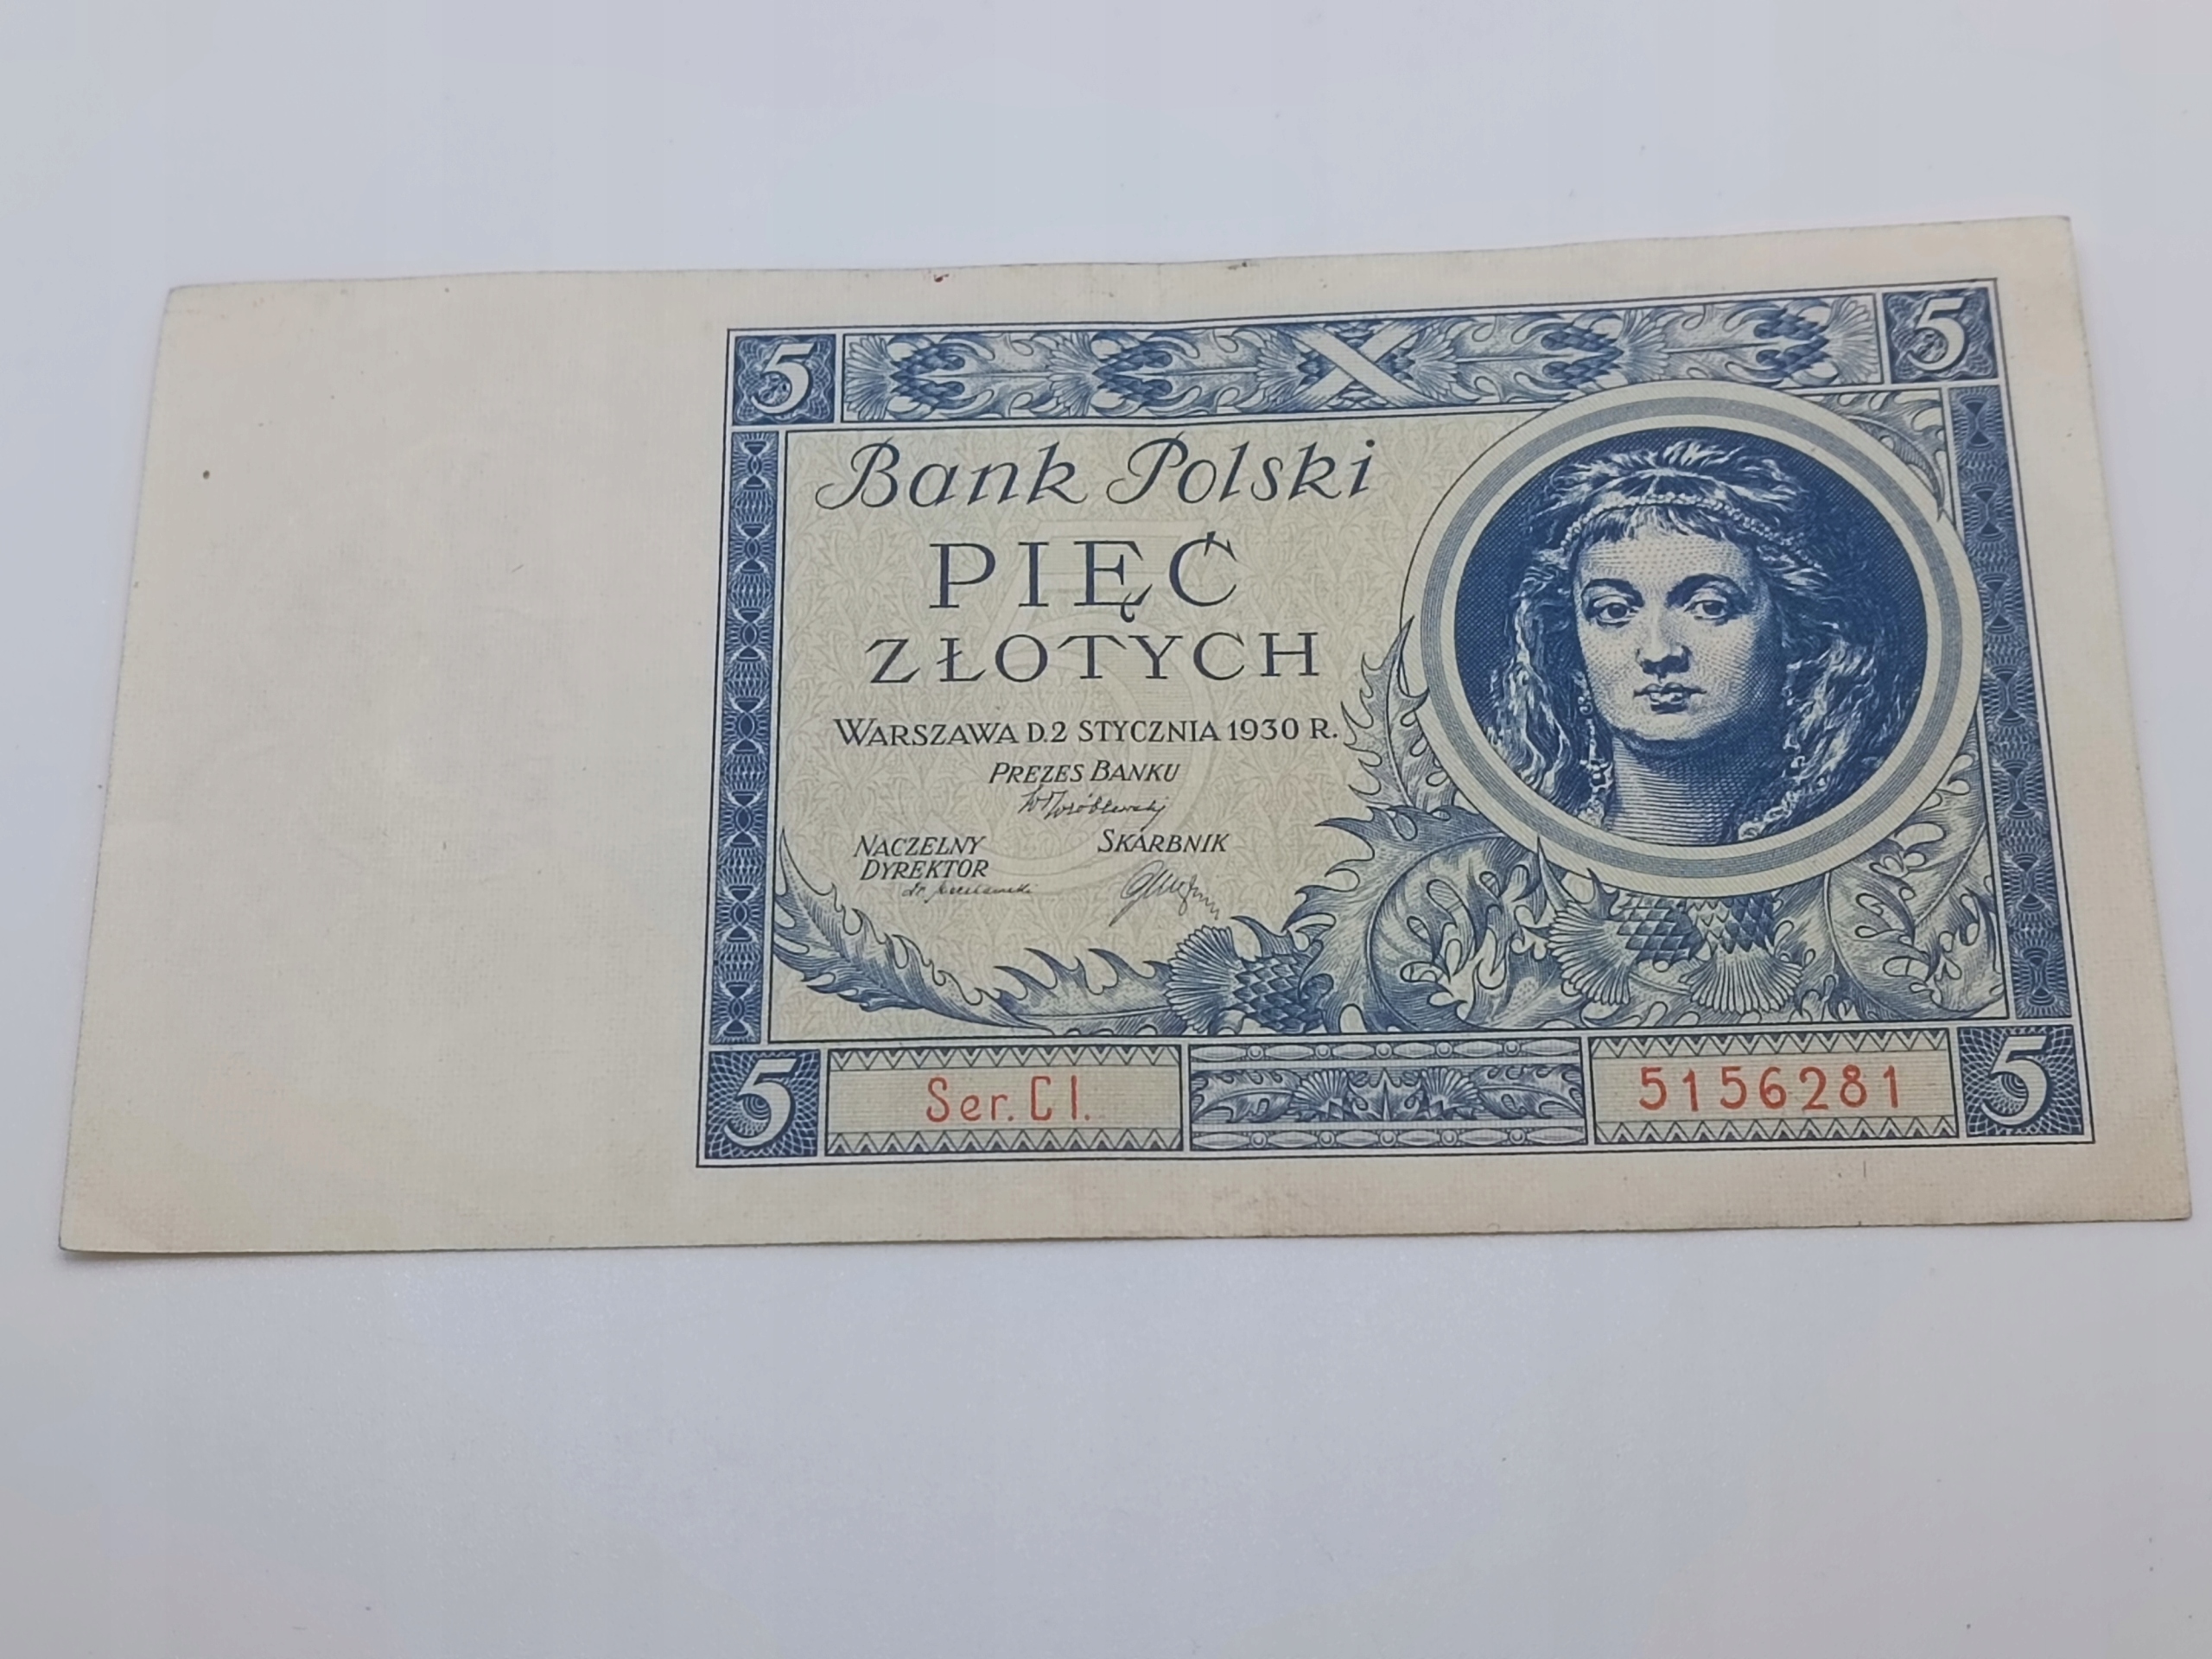 5 5
Bank Polski
PIĘĆ
ZŁOTYCH
WARSZAWA D.2 STYCZNIA 1930 R.
PREZES BANKU
NACZELNY SKARBNIK
DYREKTOR
5 Ser. C I. 5156281 5